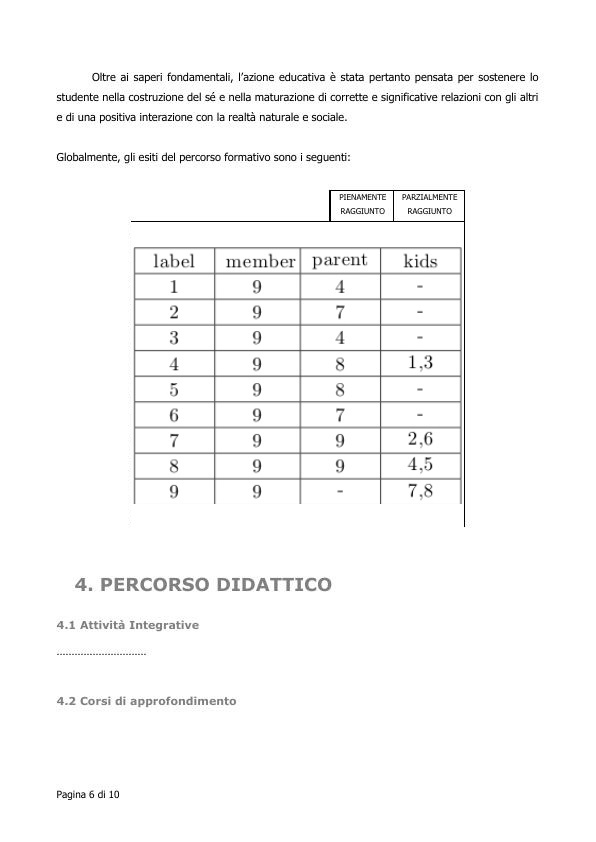 Oltre ai saperi fondamentali, l'azione educativa è stata pertanto pensata per sostenere lo
studente nella costruzione del sé e nella maturazione di corrette e significative relazioni con gli altri
e di una positiva interazione con la realtà naturale e sociale.
Globalmente, gli esiti del percorso formativo sono i seguenti:
PIENAMENTE RAGGIUNTO PARZIALMENTE RAGGIUNTO
label member parent kids
1 9 4 -
2 9 7 -
3 9 4 -
4 9 8 1,3
5 9 8 -
6 9 7 -
7 9 9 2,6
8 9 9 4,5
9 9 - 7,8
4. PERCORSO DIDATTICO
4.1 Attività Integrative
..............................
4.2 Corsi di approfondimento
Pagina 6 di 10